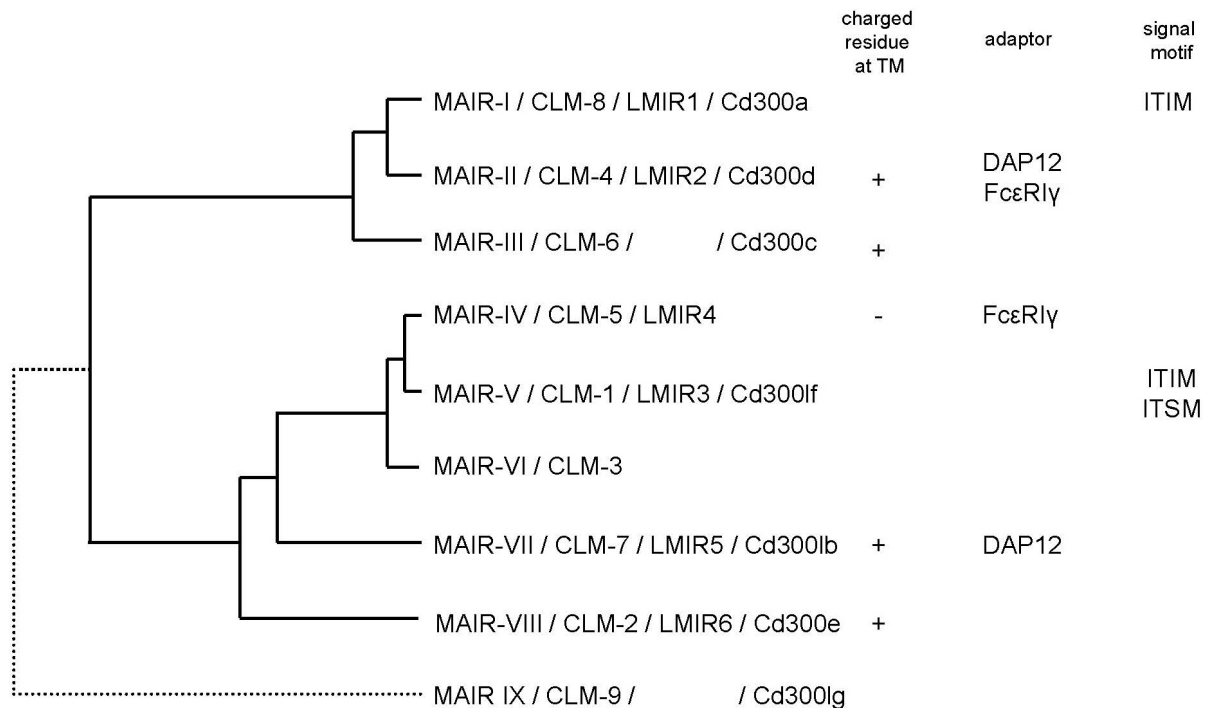 charged
residue
at TM
adaptor
signal
motif
MAIR-I / CLM-8 / LMIR1 / Cd300a
ITIM
MAIR-II / CLM-4 / LMIR2 / Cd300d
+
DAP12
FcεRIγ
MAIR-III / CLM-6 / / Cd300c
+
MAIR-IV / CLM-5 / LMIR4
-
FcεRIγ
MAIR-V / CLM-1 / LMIR3 / Cd300lf
ITIM
ITSM
MAIR-VI / CLM-3
MAIR-VII / CLM-7 / LMIR5 / Cd300lb
+
DAP12
MAIR-VIII / CLM-2 / LMIR6 / Cd300e
+
MAIR IX / CLM-9 / / Cd300lg